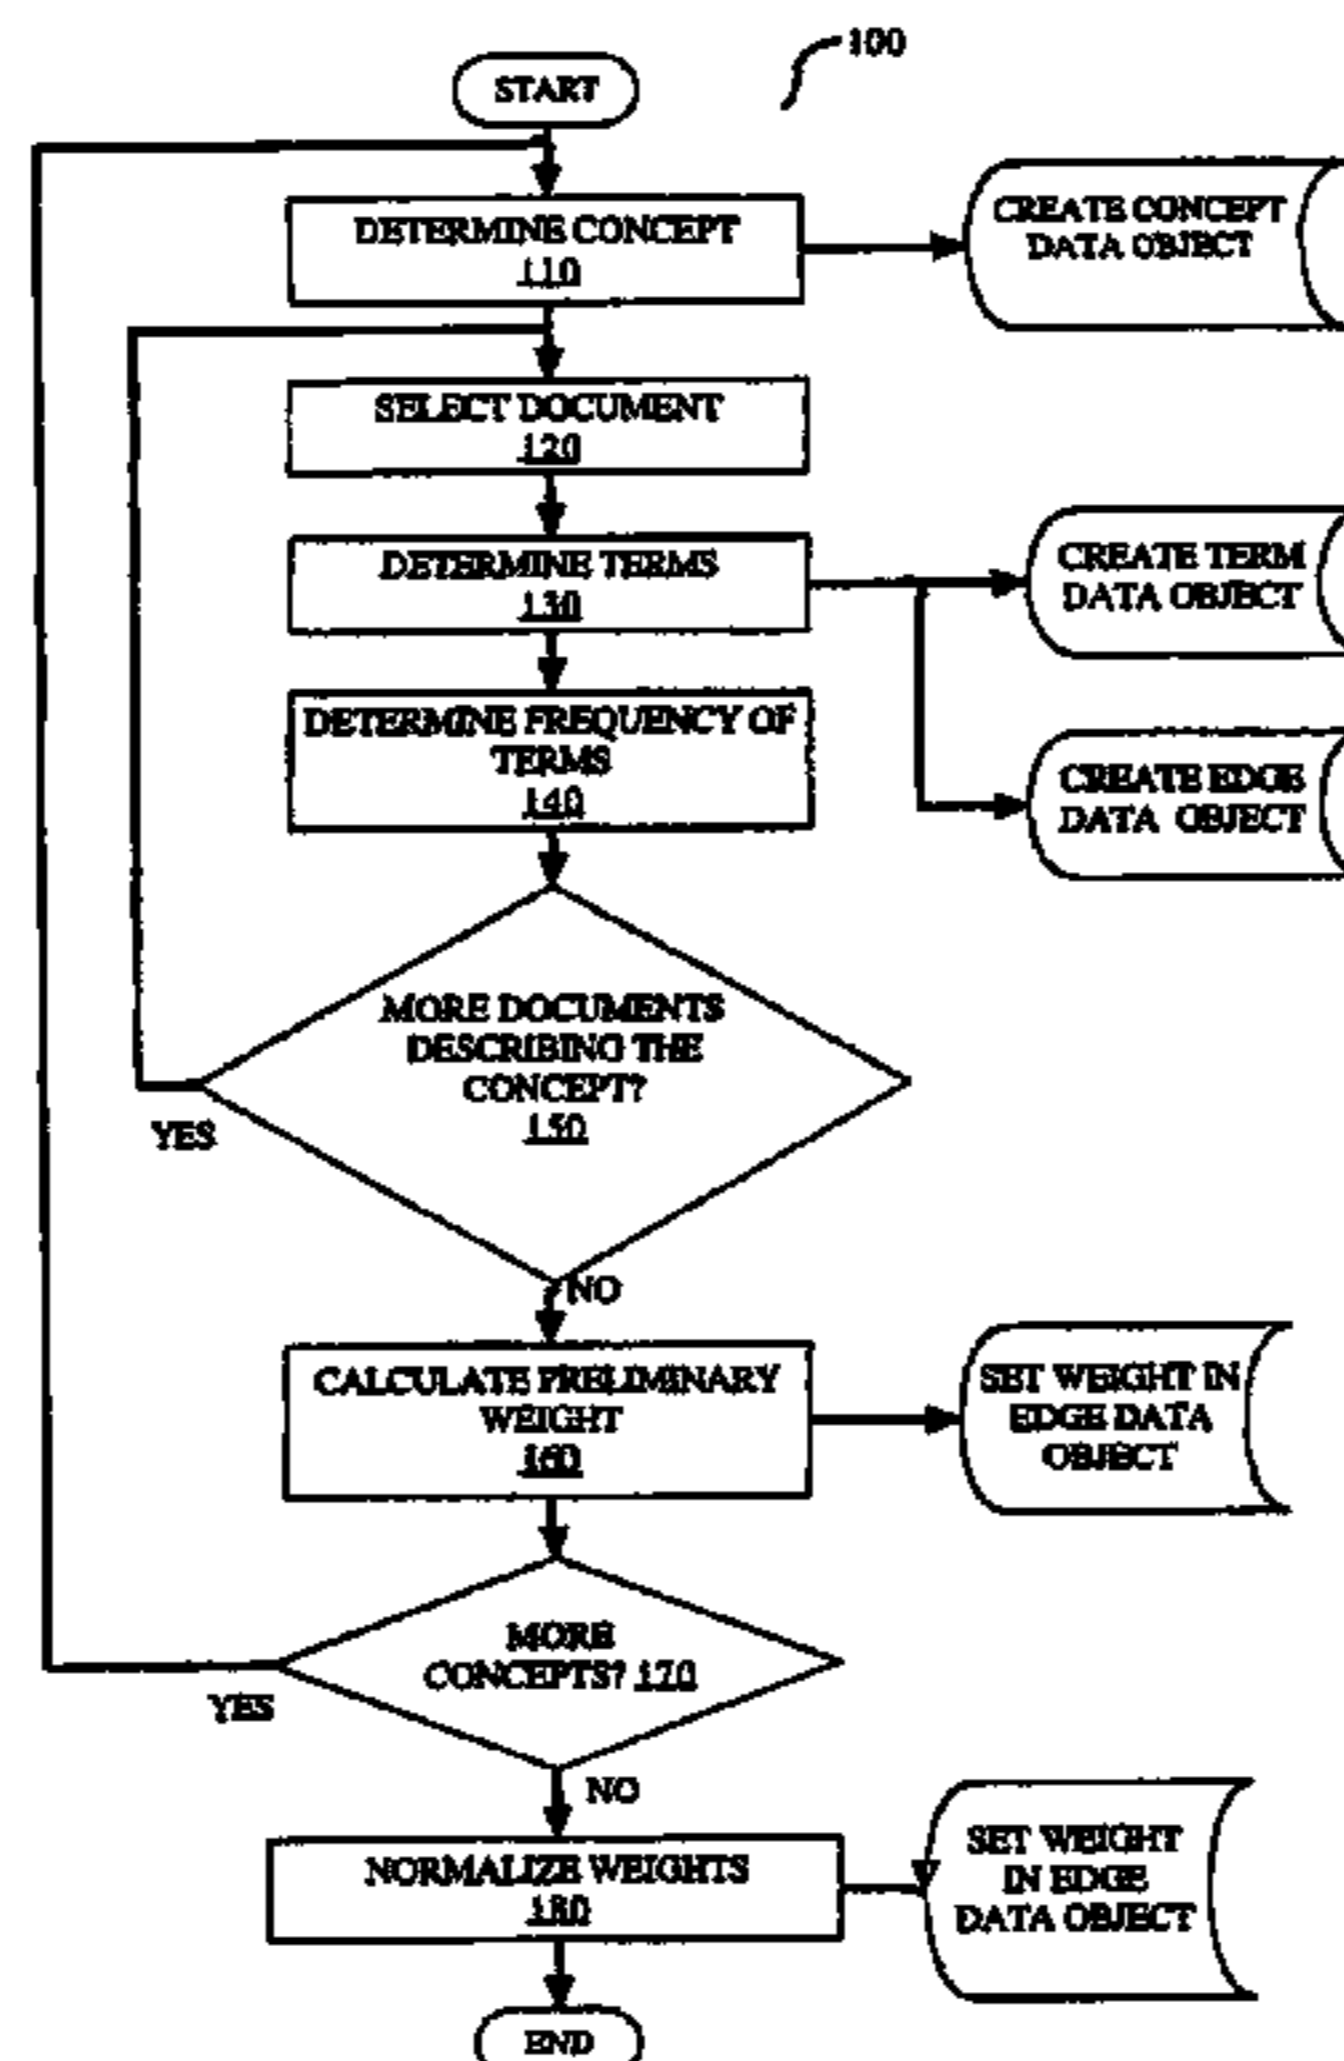 100
START
DETERMINE CONCEPT
110
CREATE CONCEPT
DATA OBJECT
SELECT DOCUMENT
120
DETERMINE TERMS
130
CREATE TERM
DATA OBJECT
DETERMINE FREQUENCY OF
TERMS
140
CREATE EDGE
DATA OBJECT
MORE DOCUMENTS
DESCRIBING THE
CONCEPT?
150
YES
NO
CALCULATE PRELIMINARY
WEIGHT
160
SET WEIGHT IN
EDGE DATA
OBJECT
MORE
CONCEPTS? 170
YES
NO
NORMALIZE WEIGHTS
180
SET WEIGHT
IN EDGE
DATA OBJECT
END